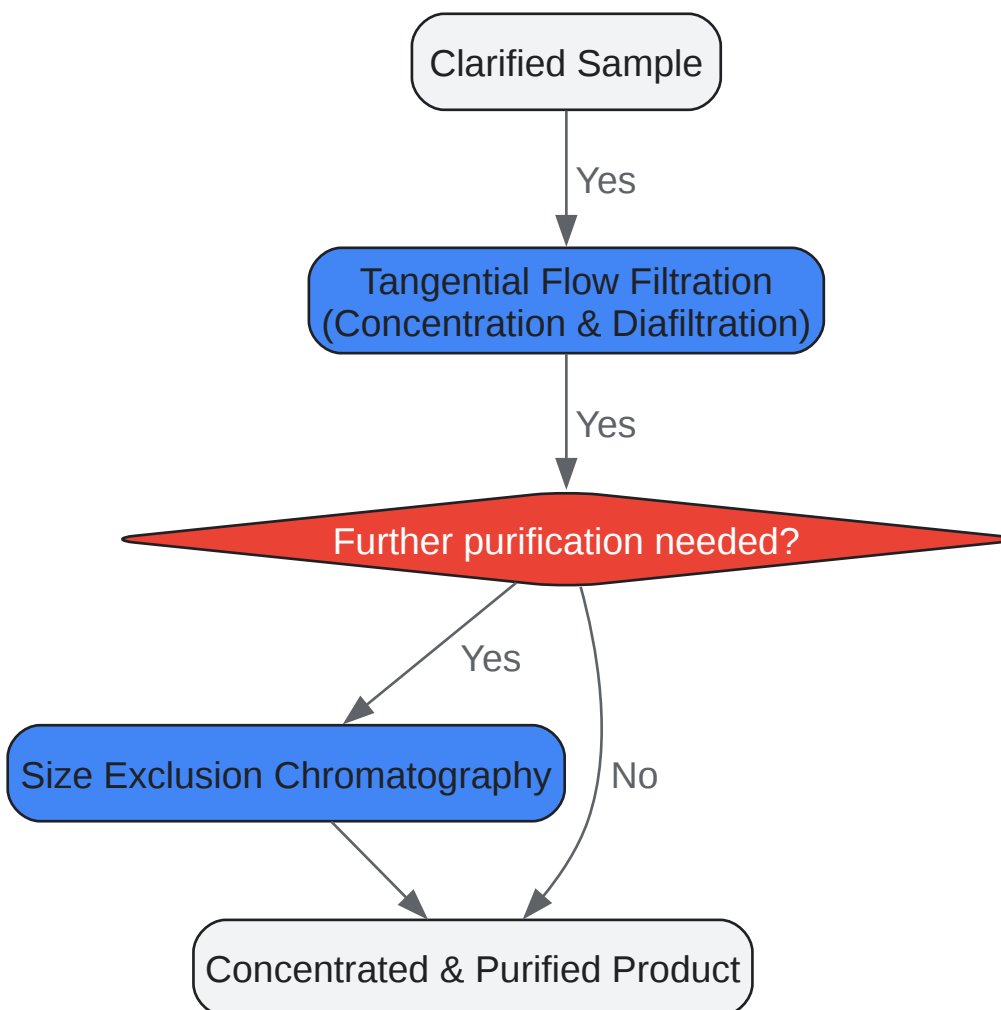 Clarified Sample
Yes
Tangential Flow Filtration
(Concentration & Diafiltration)
Yes
Further purification needed?
Yes
Size Exclusion Chromatography
No
Concentrated & Purified Product